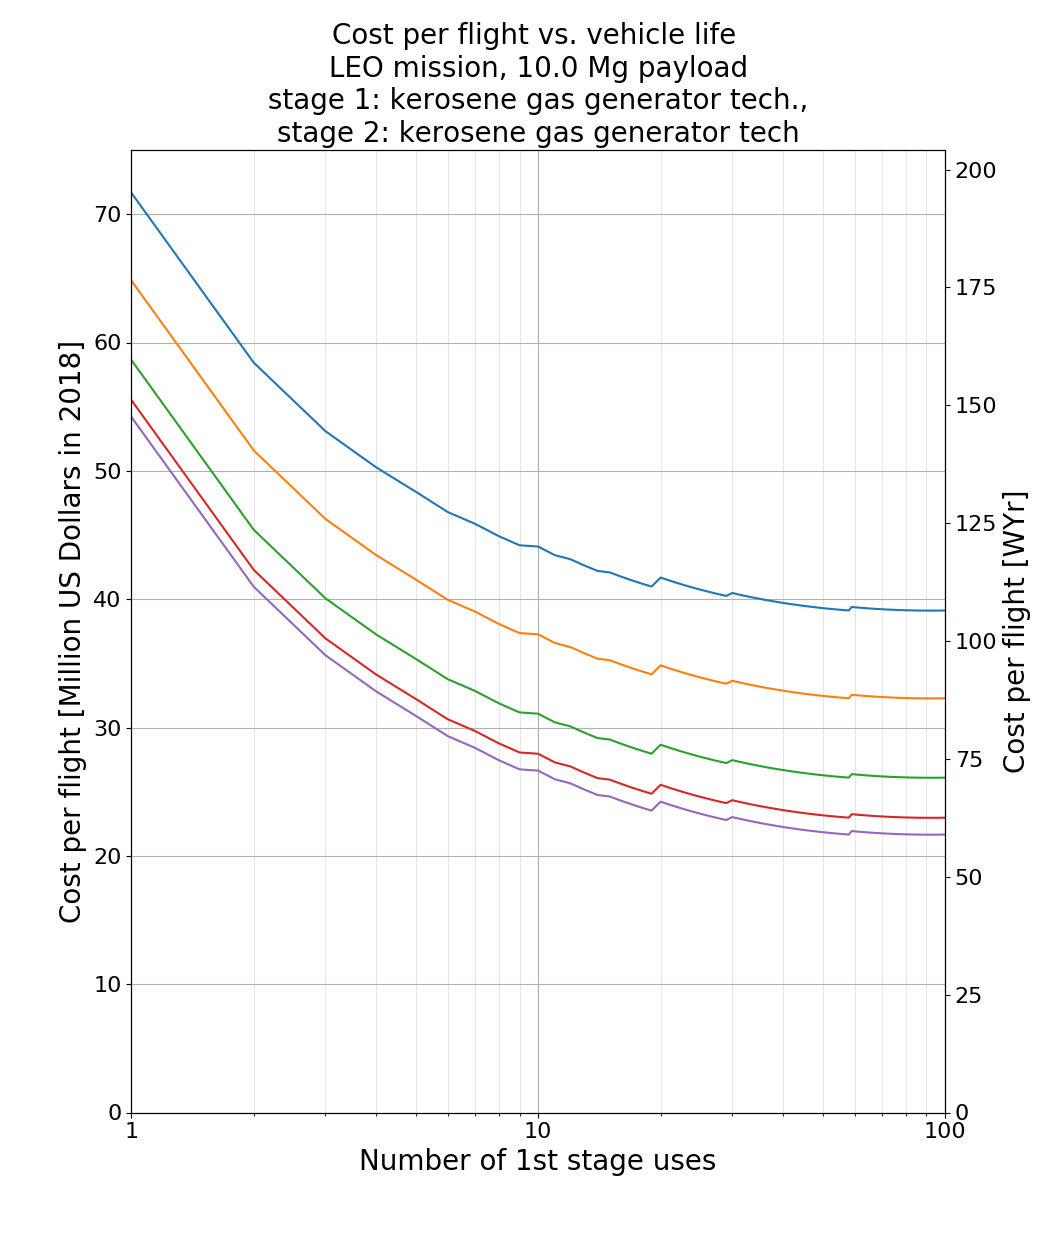 Cost per flight vs. vehicle life
LEO mission, 10.0 Mg payload
stage 1: kerosene gas generator tech.,
stage 2: kerosene gas generator tech
Cost per flight [Million US Dollars in 2018]
70
60
50
40
30
20
10
0
200
175
150
125
100
75
50
25
0
Cost per flight [WYr]
1
10
100
Number of 1st stage uses